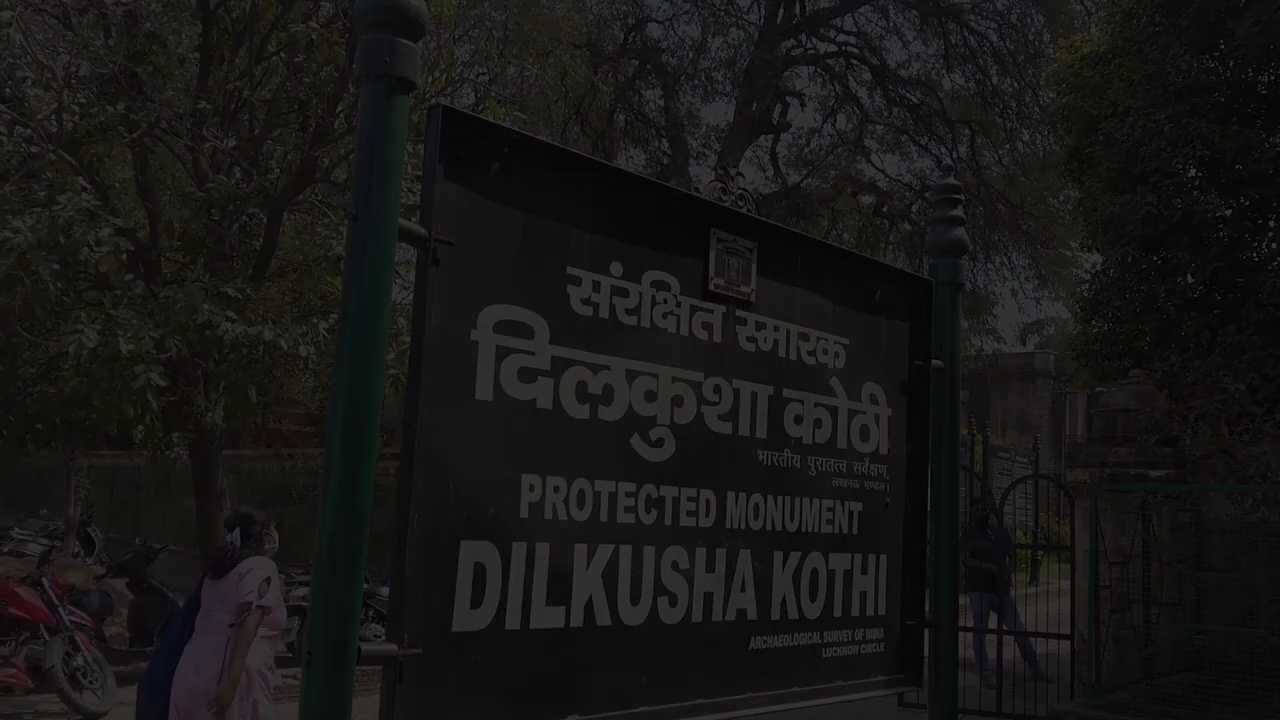 संरक्षित स्मारक
दिलकुशा कोठी
भारतीय पुरातत्व सर्वेक्षण,
लखनऊ मण्डल।
PROTECTED MONUMENT
DILKUSHA KOTHI
ARCHAEOLOGICAL SURVEY OF INDIA
LUCKNOW CIRCLE